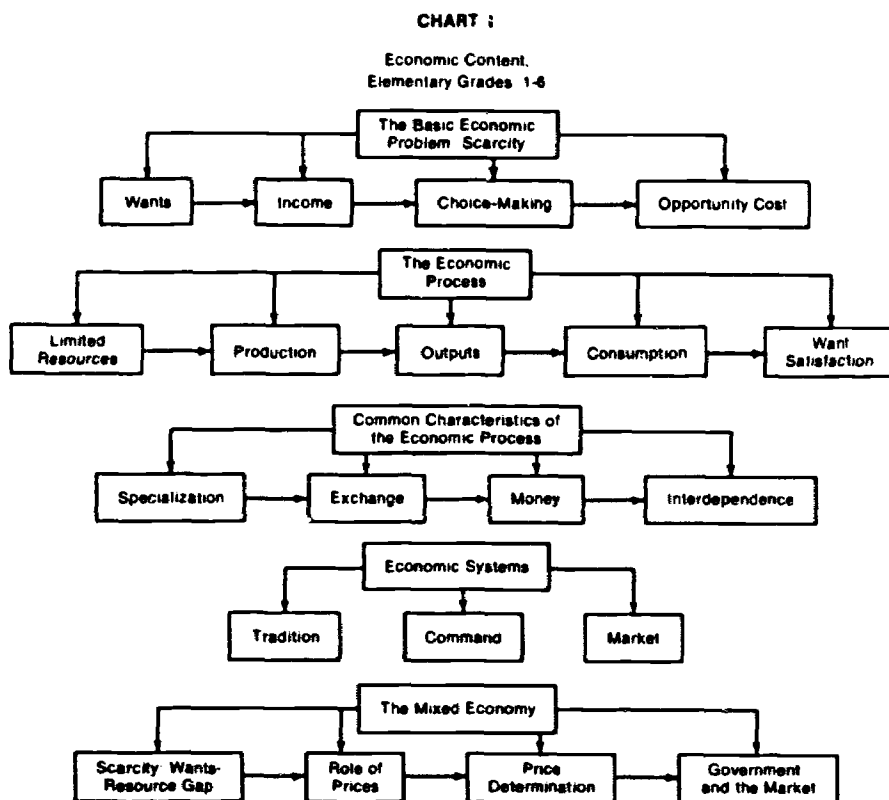 CHART :
Economic Content,
Elementary Grades 1-6
The Basic Economic
Problem Scarcity
Wants
Income
Choice-Making
Opportunity Cost
The Economic
Process
Limited
Resources
Production
Outputs
Consumption
Want
Satisfaction
Common Characteristics of
the Economic Process
Specialization
Exchange
Money
Interdependence
Economic Systems
Tradition
Command
Market
The Mixed Economy
Scarcity Wants-
Resource Gap
Role of
Prices
Price
Determination
Government
and the Market